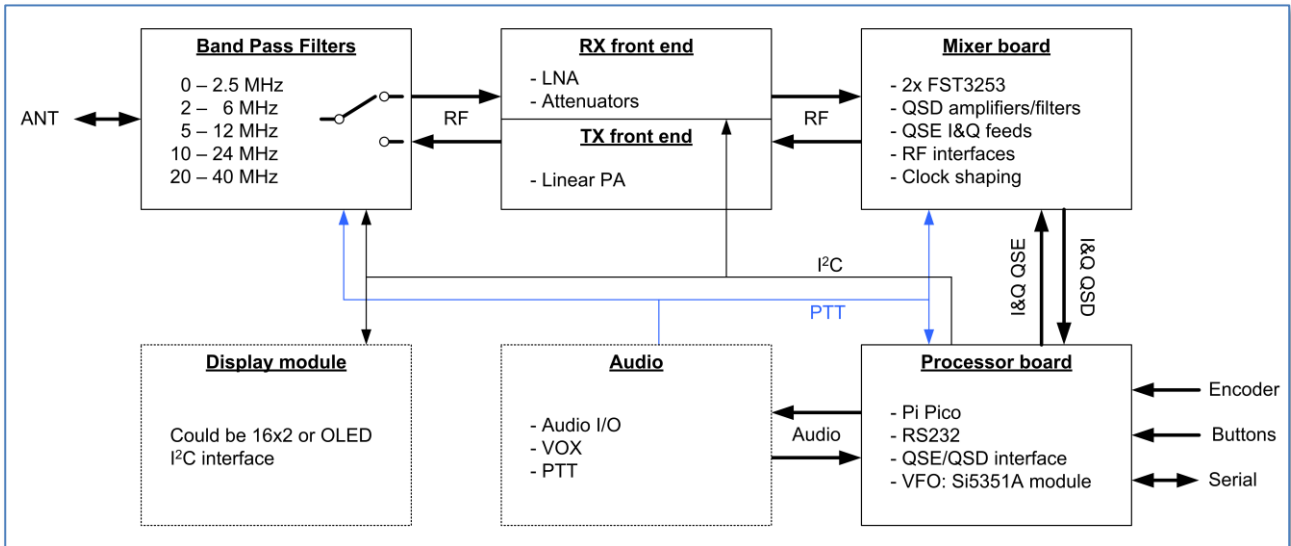 Band Pass Filters
0 – 2.5 MHz
2 – 6 MHz
5 – 12 MHz
10 – 24 MHz
20 – 40 MHz
ANT
RF
RX front end
- LNA
- Attenuators
TX front end
- Linear PA
RF
Mixer board
- 2x FST3253
- QSD amplifiers/filters
- QSE I&Q feeds
- RF interfaces
- Clock shaping
I²C
PTT
I&Q QSE
I&Q QSD
Display module
Could be 16x2 or OLED
I²C interface
Audio
- Audio I/O
- VOX
- PTT
Audio
Processor board
- Pi Pico
- RS232
- QSE/QSD interface
- VFO: Si5351A module
Encoder
Buttons
Serial